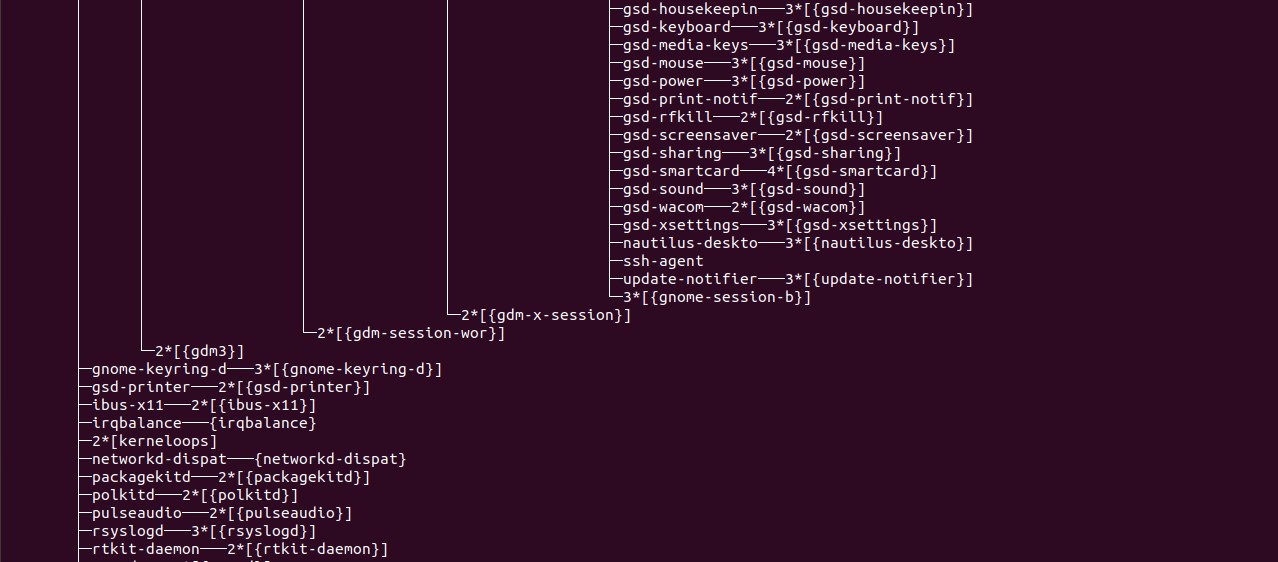 ├─gsd-housekeepin───3*[{gsd-housekeepin}]
├─gsd-keyboard───3*[{gsd-keyboard}]
├─gsd-media-keys───3*[{gsd-media-keys}]
├─gsd-mouse───3*[{gsd-mouse}]
├─gsd-power───3*[{gsd-power}]
├─gsd-print-notif───2*[{gsd-print-notif}]
├─gsd-rfkill───2*[{gsd-rfkill}]
├─gsd-screensaver───2*[{gsd-screensaver}]
├─gsd-sharing───3*[{gsd-sharing}]
├─gsd-smartcard───4*[{gsd-smartcard}]
├─gsd-sound───3*[{gsd-sound}]
├─gsd-wacom───2*[{gsd-wacom}]
├─gsd-xsettings───3*[{gsd-xsettings}]
├─nautilus-deskto───3*[{nautilus-deskto}]
├─ssh-agent
├─update-notifier───3*[{update-notifier}]
└─3*[{gnome-session-b}]
└─2*[{gdm-x-session}]
└─2*[{gdm-session-wor}]
└─2*[{gdm3}]
├─gnome-keyring-d───3*[{gnome-keyring-d}]
├─gsd-printer───2*[{gsd-printer}]
├─ibus-x11───2*[{ibus-x11}]
├─irqbalance───{irqbalance}
├─2*[kerneloops]
├─networkd-dispat───{networkd-dispat}
├─packagekitd───2*[{packagekitd}]
├─polkitd───2*[{polkitd}]
├─pulseaudio───2*[{pulseaudio}]
├─rsyslogd───3*[{rsyslogd}]
├─rtkit-daemon───2*[{rtkit-daemon}]